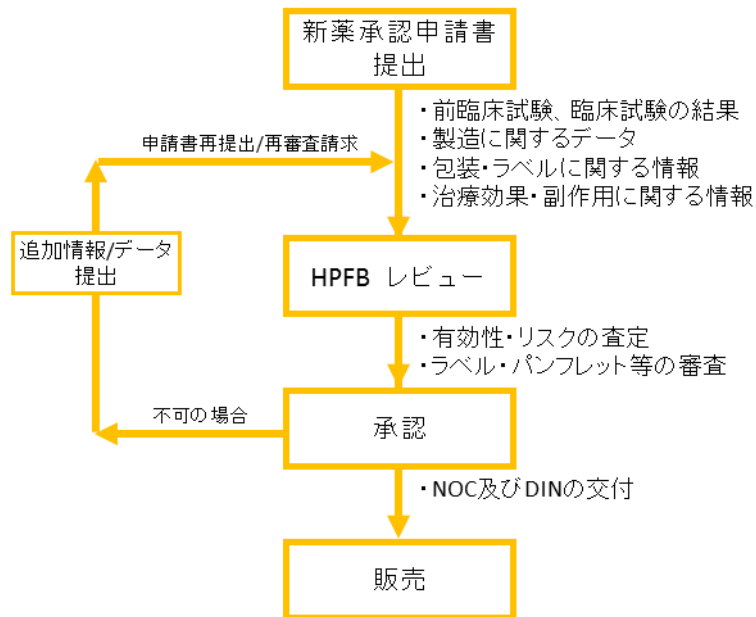 新薬承認申請書
提出
・前臨床試験、臨床試験の結果
・製造に関するデータ
・包装・ラベルに関する情報
・治療効果・副作用に関する情報
申請書再提出/再審査請求
追加情報/データ
提出
HPFB レビュー
・有効性・リスクの査定
・ラベル・パンフレット等の審査
不可の場合
承認
・NOC及びDINの交付
販売